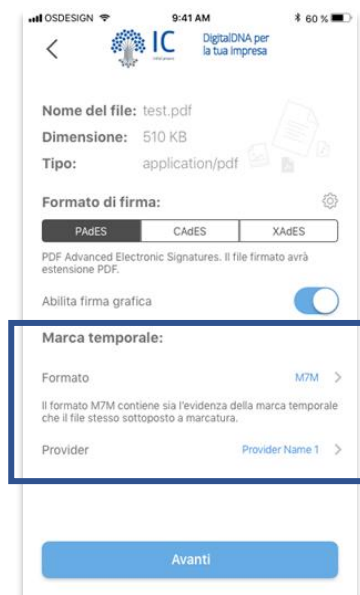 OSDESIGN 9:41 AM 60 %
IC DigitalDNA per
la tua impresa
Nome del file: test.pdf
Dimensione: 510 KB
Tipo: application/pdf
Formato di firma:
PAdES CAdES XAdES
PDF Advanced Electronic Signatures. Il file firmato avrà
estensione PDF.
Abilita firma grafica
Marca temporale:
Formato M7M
Il formato M7M contiene sia l'evidenza della marca temporale
che il file stesso sottoposto a marcatura.
Provider Provider Name 1
Avanti